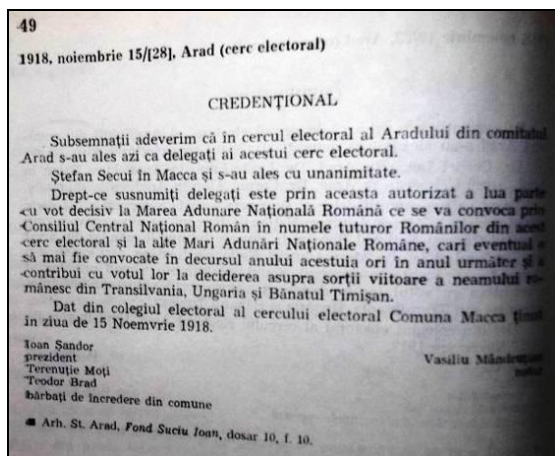 49
1918, noiembrie 15/[28], Arad (cerc electoral)
CREDENȚIONAL
Subsemnații adeverim că în cercul electoral al Aradului din comitatul
Arad s-au ales azi ca delegați ai acestui cerc electoral.
Ștefan Secui în Macca și s-au ales cu unanimitate.
Drept-ce susnumiți delegați este prin aceasta autorizat a lua parte
cu vot decisiv la Marea Adunare Națională Română ce se va convoca prin
Consiliul Central Național Român în numele tuturor Românilor din acest
cerc electoral și la alte Mari Adunări Naționale Române, cari eventual
să mai fie convocate în decursul anului acestuia ori în anul următer și a
contribui cu votul lor la deciderea asupra sorții viitoare a neamului ro-
mânesc din Transilvania, Ungaria și Bănatul Timișan.
Dat din colegiul electoral al cercului electoral Comuna Macca ținut
în ziua de 15 Noemvrie 1918.
Ioan Șandor
prezident
Vasiliu
Terenuție Moți
Teodor Brad
bărbați de încredere din comune
■ Arh. St. Arad, Fond Suciu Ioan, dosar 10, f. 10.